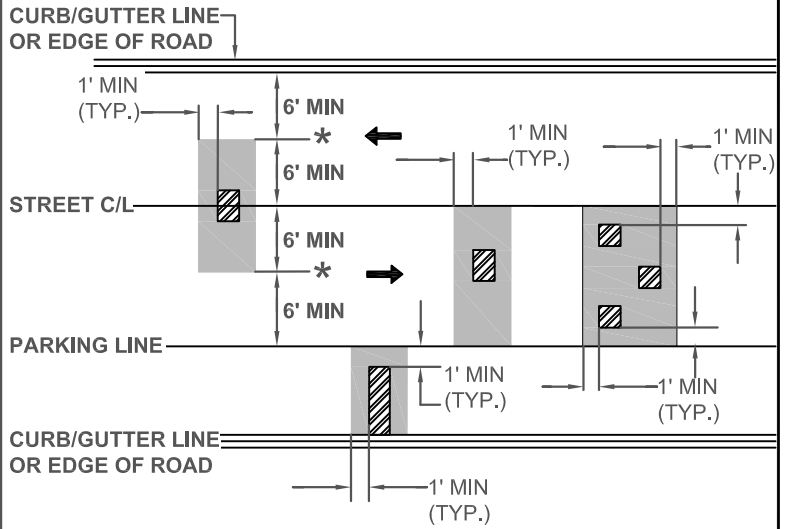 CURB/GUTTER LINE
OR EDGE OF ROAD
1' MIN
(TYP.)
6' MIN
*
6' MIN
1' MIN
(TYP.)
1' MIN
(TYP.)
STREET C/L
6' MIN
*
6' MIN
PARKING LINE
1' MIN
(TYP.)
1' MIN
(TYP.)
CURB/GUTTER LINE
OR EDGE OF ROAD
1' MIN
(TYP.)